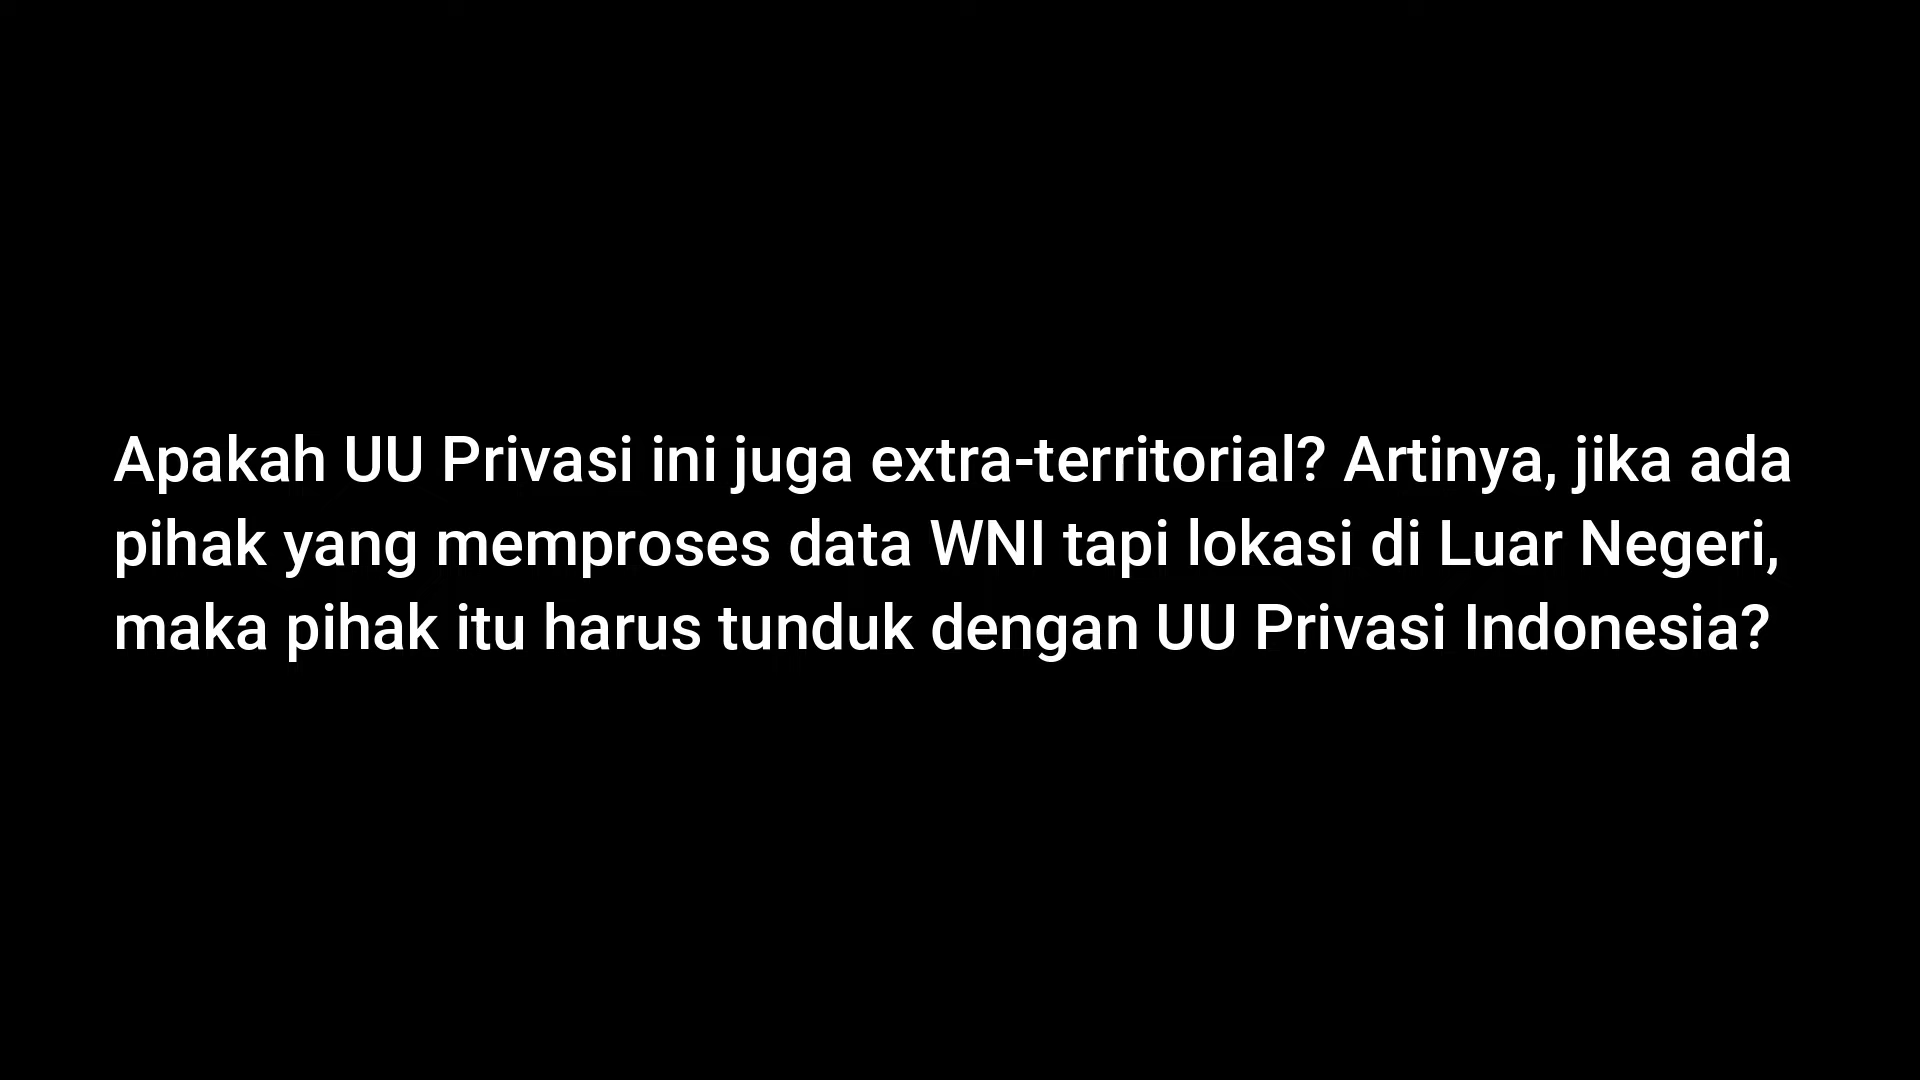 Apakah UU Privasi ini juga extra-territorial? Artinya, jika ada
pihak yang memproses data WNI tapi lokasi di Luar Negeri,
maka pihak itu harus tunduk dengan UU Privasi Indonesia?